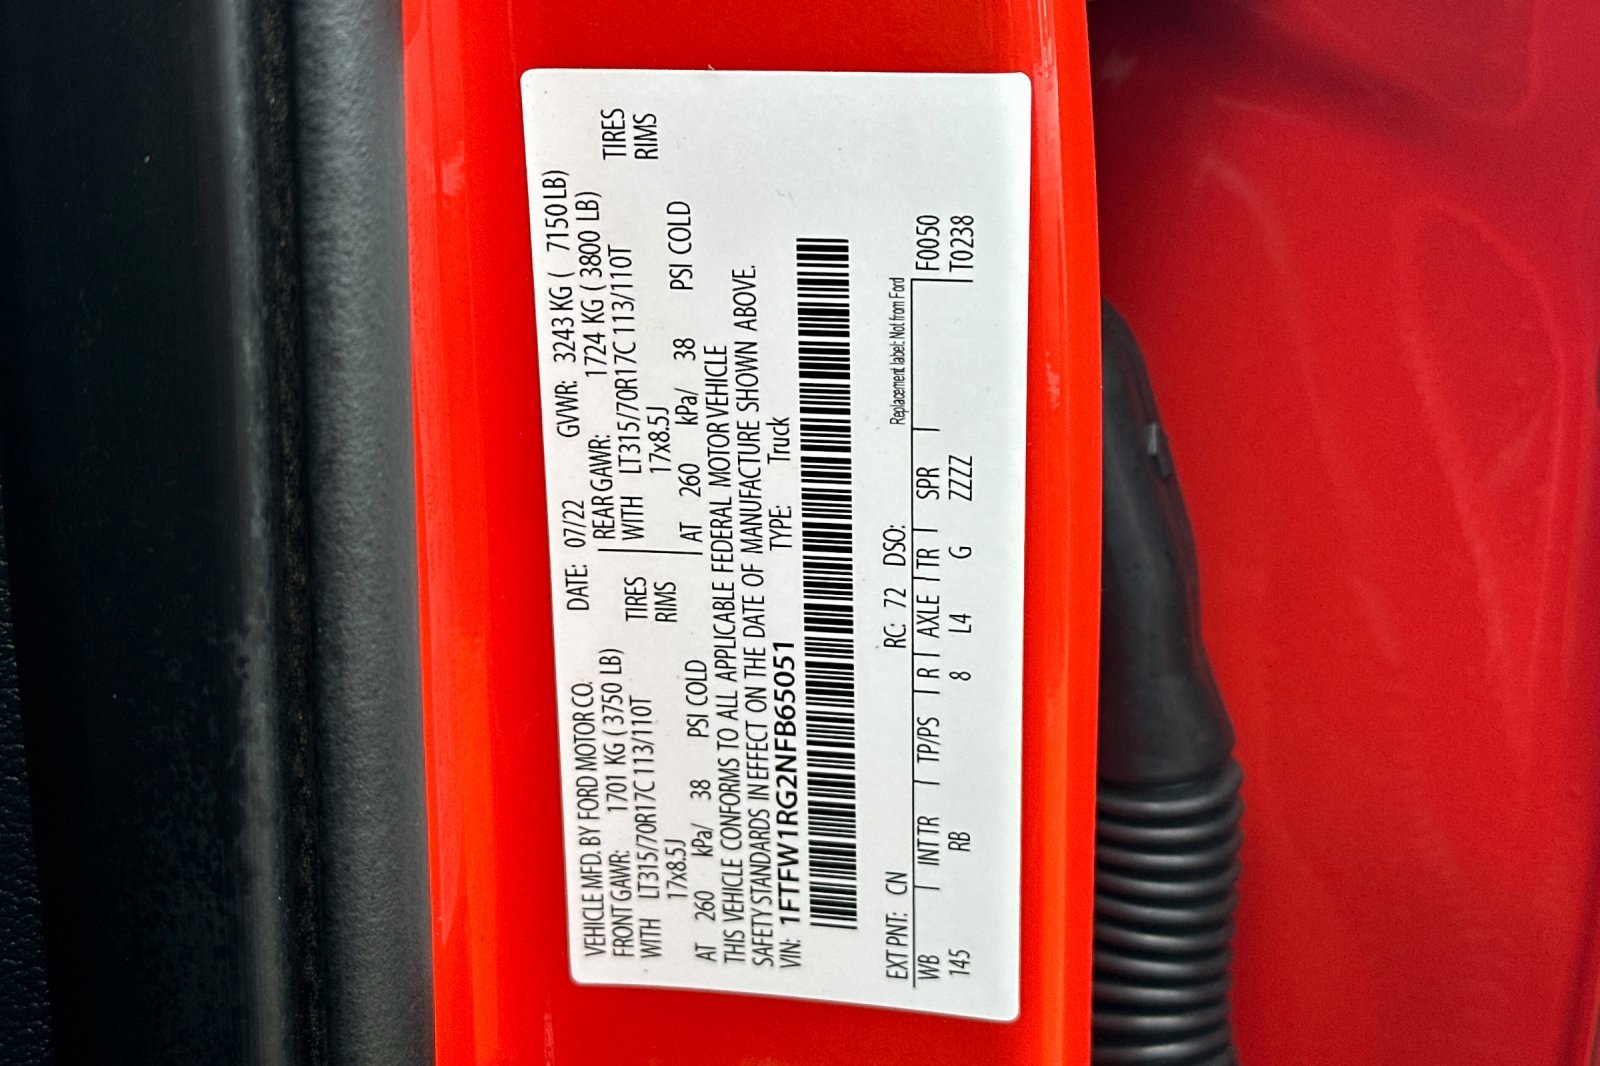 VEHICLE MFD. BY FORD MOTOR CO.
DATE: 07/22 GVWR: 3243 KG ( 7150 LB)
FRONT GAWR: 1701 KG ( 3750 LB) REAR GAWR: 1724 KG ( 3800 LB)
WITH LT315/70R17C 113/110T TIRES WITH LT315/70R17C 113/110T TIRES
17x8.5J RIMS 17x8.5J RIMS
AT 260 kPa/ 38 PSI COLD AT 260 kPa/ 38 PSI COLD
THIS VEHICLE CONFORMS TO ALL APPLICABLE FEDERAL MOTOR VEHICLE
SAFETY STANDARDS IN EFFECT ON THE DATE OF MANUFACTURE SHOWN ABOVE.
VIN: 1FTFW1RG2NFB65051 TYPE: Truck
EXT PNT: CN RC: 72 DSO: Replacement label: Not from Ford
WB INT TR TP/PS R AXLE TR SPR F0050
145 RB 8 L4 G ZZZZ T0238